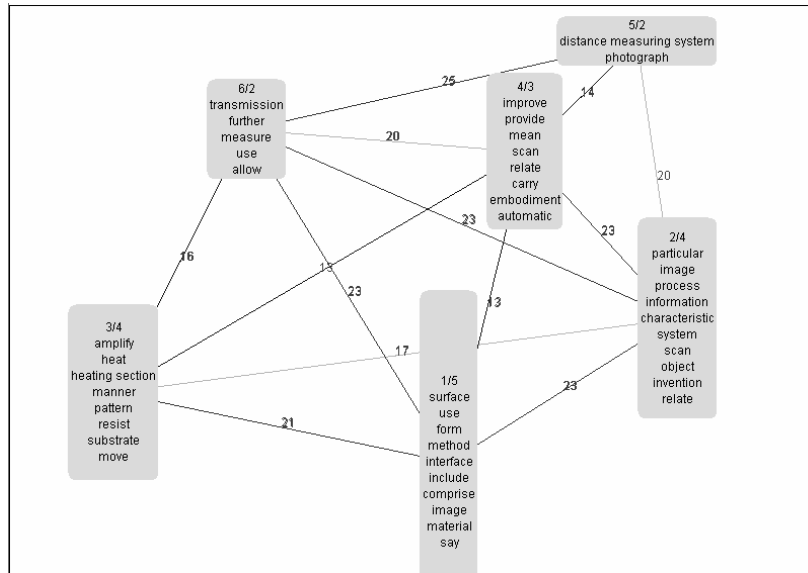 5/2
distance measuring system
photograph
6/2
transmission
further
measure
use
allow
4/3
improve
provide
mean
scan
relate
carry
embodiment
automatic
2/4
particular
image
process
information
characteristic
system
scan
object
invention
relate
3/4
amplify
heat
heating section
manner
pattern
resist
substrate
move
1/5
surface
use
form
method
interface
include
comprise
image
material
say
25
14
20
20
23
23
16
13
23
13
17
23
21